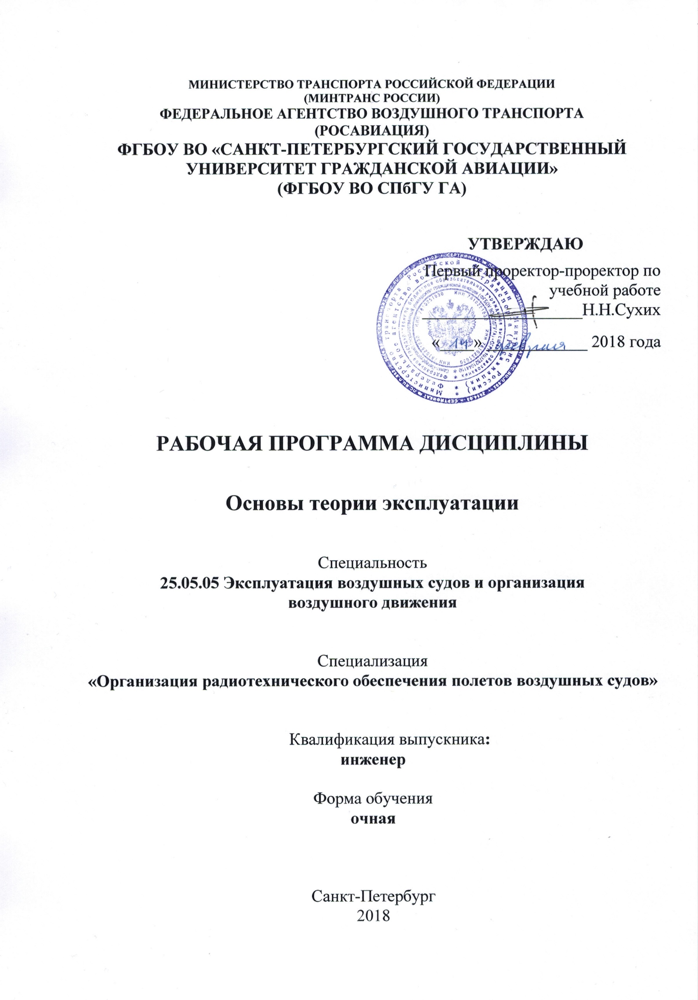 МИНИСТЕРСТВО ТРАНСПОРТА РОССИЙСКОЙ ФЕДЕРАЦИИ
(МИНТРАНС РОССИИ)
ФЕДЕРАЛЬНОЕ АГЕНТСТВО ВОЗДУШНОГО ТРАНСПОРТА
(РОСАВИАЦИЯ)
ФГБОУ ВО «САНКТ-ПЕТЕРБУРГСКИЙ ГОСУДАРСТВЕННЫЙ
УНИВЕРСИТЕТ ГРАЖДАНСКОЙ АВИАЦИИ»
(ФГБОУ ВО СПбГУ ГА)
УТВЕРЖДАЮ
Первый проректор-проректор по
учебной работе
Н.Н.Сухих
«14» февраля 2018 года
РАБОЧАЯ ПРОГРАММА ДИСЦИПЛИНЫ
Основы теории эксплуатации
Специальность
25.05.05 Эксплуатация воздушных судов и организация
воздушного движения
Специализация
«Организация радиотехнического обеспечения полетов воздушных судов»
Квалификация выпускника:
инженер
Форма обучения
очная
Санкт-Петербург
2018